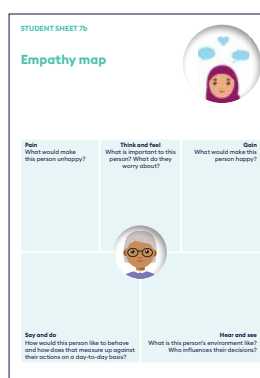 STUDENT SHEET 7b
Empathy map
Pain
What would make
this person unhappy?
Think and feel
What is important to this
person? What do they
worry about?
Gain
What would make this
person happy?
Say and do
How would this person like to behave
and how does that measure up against
their actions on a day-to-day basis?
Hear and see
What is this person's environment like?
Who influences their decisions?